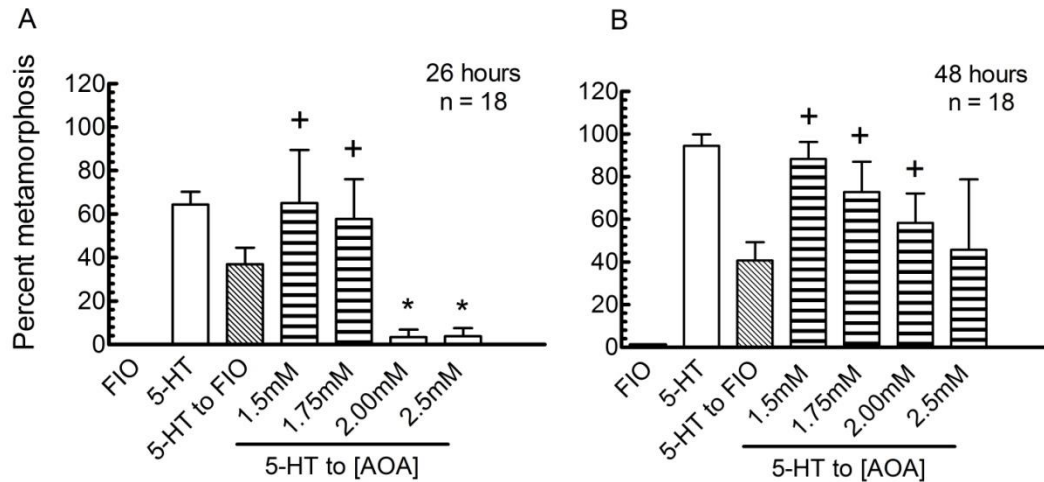 A
Percent metamorphosis
120
100
80
60
40
20
0
26 hours
n = 18
+
+
*
*
FIO
5-HT
5-HT to FIO
1.5mM
1.75mM
2.00mM
2.5mM
5-HT to [AOA]
B
120
100
80
60
40
20
0
48 hours
n = 18
+
+
+
FIO
5-HT
5-HT to FIO
1.5mM
1.75mM
2.00mM
2.5mM
5-HT to [AOA]